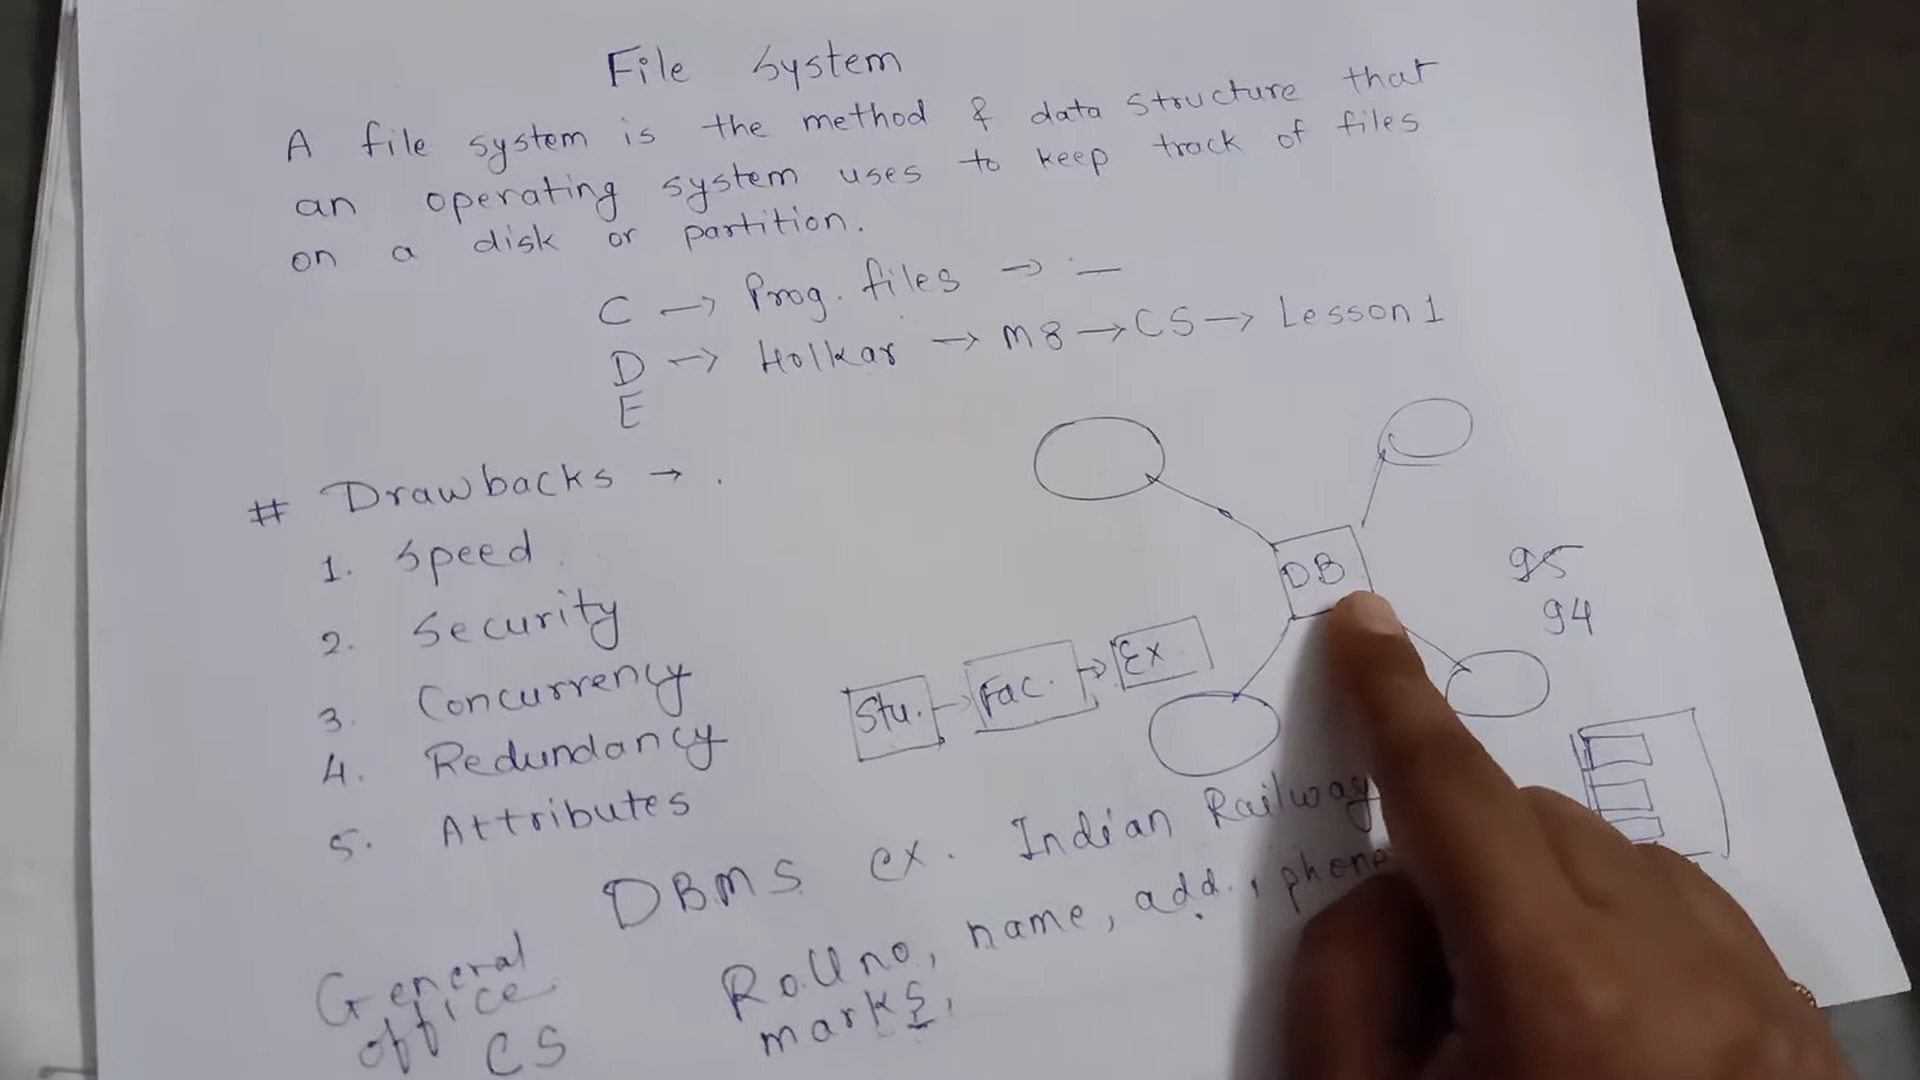 File System
A file system is the method & data structure that
an operating system uses to keep track of files
on a disk or partition.
C → Prog. files → —
D → Holkar → M8 → CS → Lesson 1
E
# Drawbacks → .
1. Speed
2. Security
3. Concurrency
4. Redundancy
5. Attributes
DB
95
94
Stu. → Fac. → Ex.
DBMS ex. Indian Railway
Roll no, name, add., phone
marks,
General
office
CS